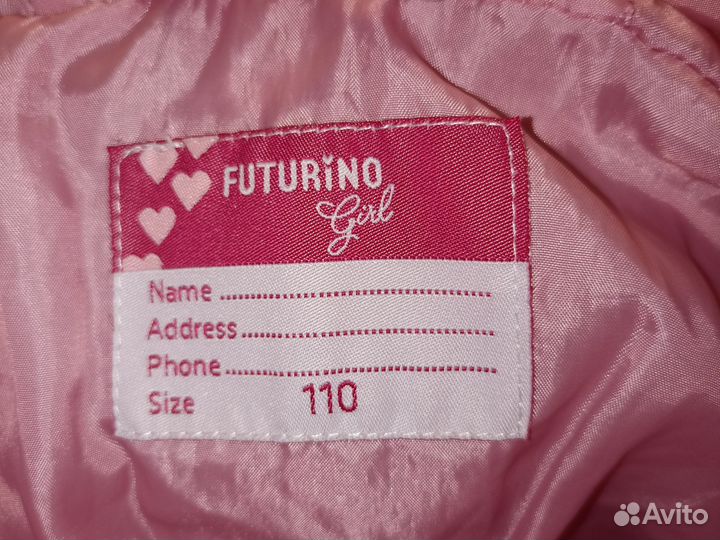 FUTURiNO
Girl
Name
Address
Phone
Size 110
Avito